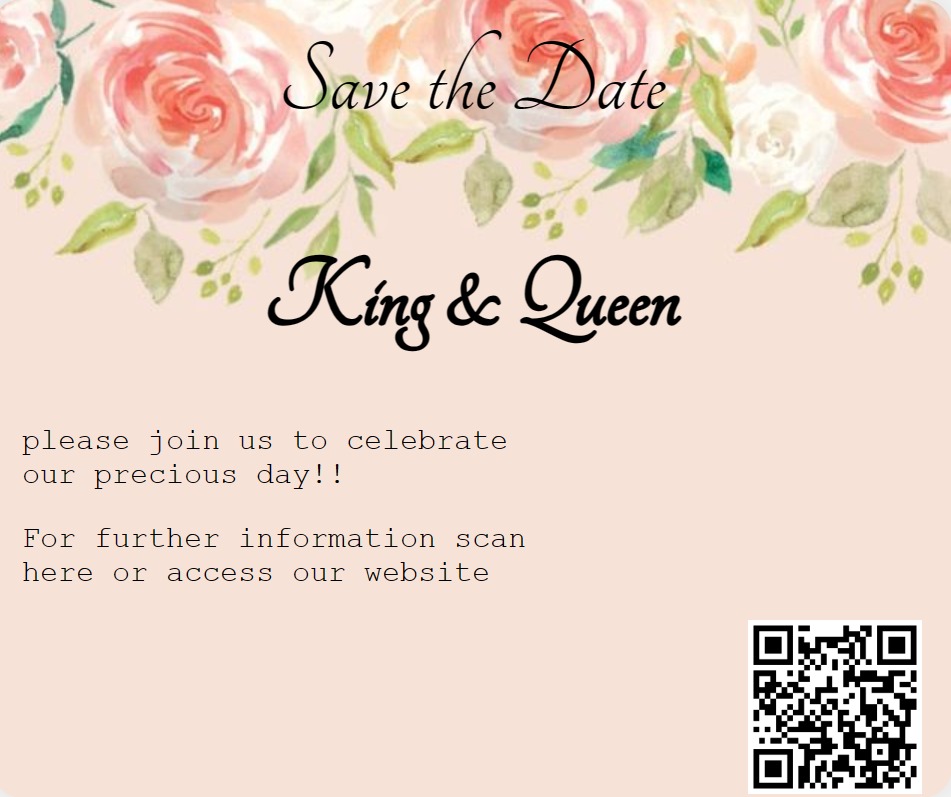 Save the Date
King & Queen
please join us to celebrate
our precious day!!
For further information scan
here or access our website